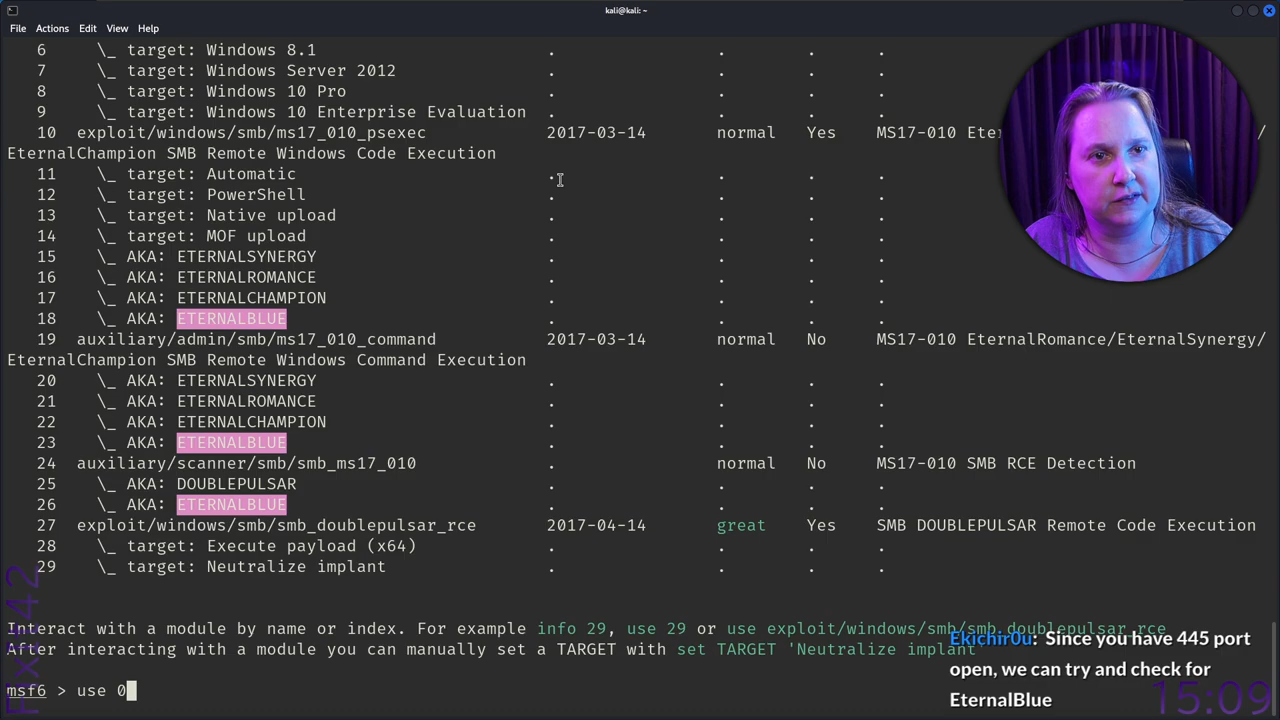 kali@kali: ~
File Actions Edit View Help
6 \_ target: Windows 8.1 . . . .
7 \_ target: Windows Server 2012 . . . .
8 \_ target: Windows 10 Pro . . . .
9 \_ target: Windows 10 Enterprise Evaluation . . . .
10 exploit/windows/smb/ms17_010_psexec 2017-03-14 normal Yes MS17-010 /
EternalChampion SMB Remote Windows Code Execution
11 \_ target: Automatic . . . .
12 \_ target: PowerShell . . . .
13 \_ target: Native upload . . . .
14 \_ target: MOF upload . . . .
15 \_ AKA: ETERNALSYNERGY . . . .
16 \_ AKA: ETERNALROMANCE . . . .
17 \_ AKA: ETERNALCHAMPION . . . .
18 \_ AKA: ETERNALBLUE . . . .
19 auxiliary/admin/smb/ms17_010_command 2017-03-14 normal No MS17-010 EternalRomance/EternalSynergy/
EternalChampion SMB Remote Windows Command Execution
20 \_ AKA: ETERNALSYNERGY . . . .
21 \_ AKA: ETERNALROMANCE . . . .
22 \_ AKA: ETERNALCHAMPION . . . .
23 \_ AKA: ETERNALBLUE . . . .
24 auxiliary/scanner/smb/smb_ms17_010 . normal No MS17-010 SMB RCE Detection
25 \_ AKA: DOUBLEPULSAR . . . .
26 \_ AKA: ETERNALBLUE . . . .
27 exploit/windows/smb/smb_doublepulsar_rce 2017-04-14 great Yes SMB DOUBLEPULSAR Remote Code Execution
28 \_ target: Execute payload (x64) . . . .
29 \_ target: Neutralize implant . . . .
Interact with a module by name or index. For example info 29, use 29 or use exploit/windows/smb/smb_doublepulsar_rce
After interacting with a module you can manually set a TARGET with set TARGET 'Neutralize implant'
msf6 > use 0
Ekichir0u: Since you have 445 port
open, we can try and check for
EternalBlue
15:09